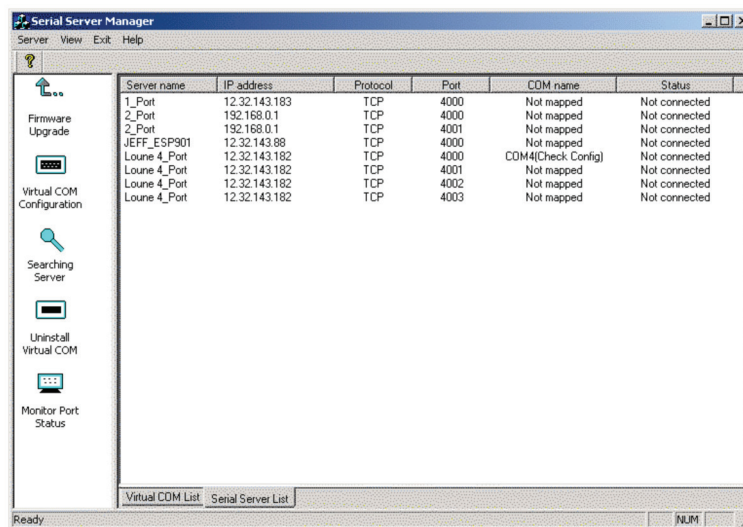 Serial Server Manager
Server View Exit Help
Firmware
Upgrade
Virtual COM
Configuration
Searching
Server
Uninstall
Virtual COM
Monitor Port
Status
Server name IP address Protocol Port COM name Status
1_Port 12.32.143.183 TCP 4000 Not mapped Not connected
2_Port 192.168.0.1 TCP 4000 Not mapped Not connected
2_Port 192.168.0.1 TCP 4001 Not mapped Not connected
JEFF_ESP901 12.32.143.88 TCP 4000 Not mapped Not connected
Loune 4_Port 12.32.143.182 TCP 4000 COM4(Check Config) Not connected
Loune 4_Port 12.32.143.182 TCP 4001 Not mapped Not connected
Loune 4_Port 12.32.143.182 TCP 4002 Not mapped Not connected
Loune 4_Port 12.32.143.182 TCP 4003 Not mapped Not connected
Virtual COM List Serial Server List
Ready NUM